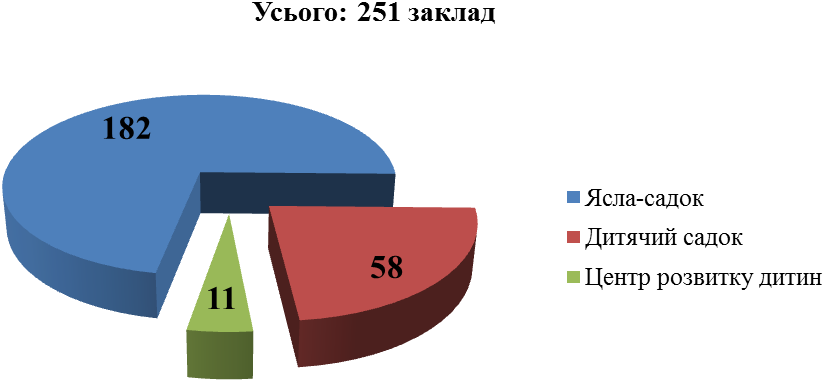 Усього: 251 заклад
182
58
11
Ясла-садок
Дитячий садок
Центр розвитку дитин